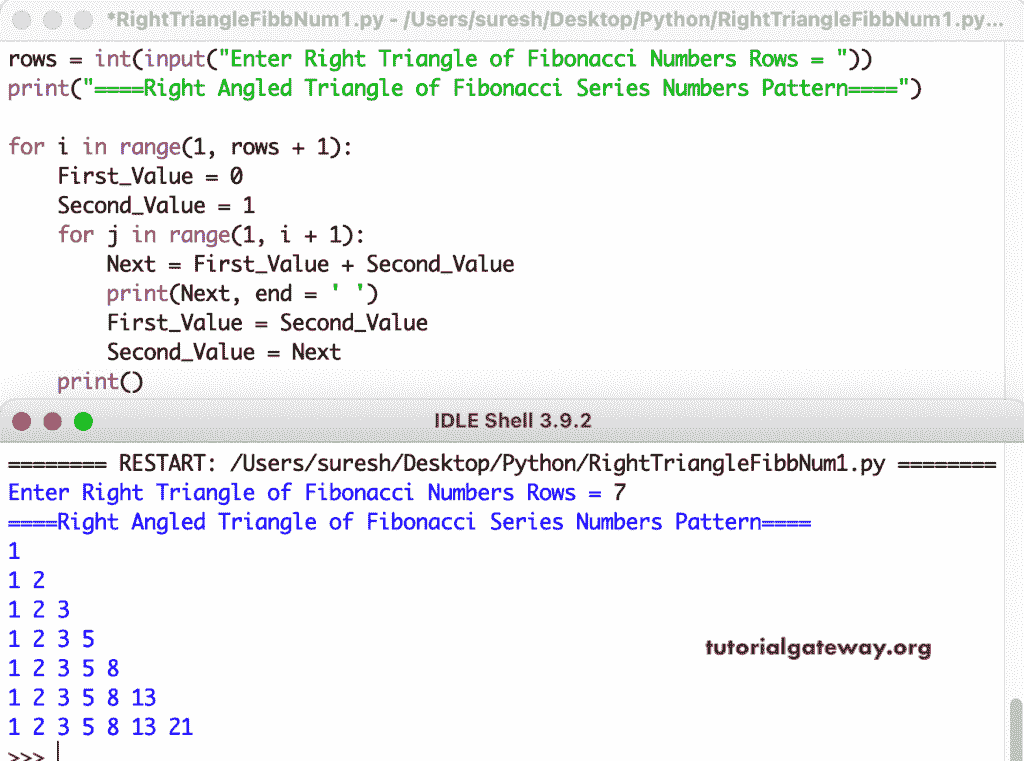 *RightTriangleFibbNum1.py - /Users/suresh/Desktop/Python/RightTriangleFibbNum1.py...
rows = int(input("Enter Right Triangle of Fibonacci Numbers Rows = "))
print("====Right Angled Triangle of Fibonacci Series Numbers Pattern====")

for i in range(1, rows + 1):
    First_Value = 0
    Second_Value = 1
    for j in range(1, i + 1):
        Next = First_Value + Second_Value
        print(Next, end = ' ')
        First_Value = Second_Value
        Second_Value = Next
    print()
IDLE Shell 3.9.2
======== RESTART: /Users/suresh/Desktop/Python/RightTriangleFibbNum1.py ========
Enter Right Triangle of Fibonacci Numbers Rows = 7
====Right Angled Triangle of Fibonacci Series Numbers Pattern====
1
1 2
1 2 3
1 2 3 5
1 2 3 5 8
1 2 3 5 8 13
1 2 3 5 8 13 21
>>>
tutorialgateway.org